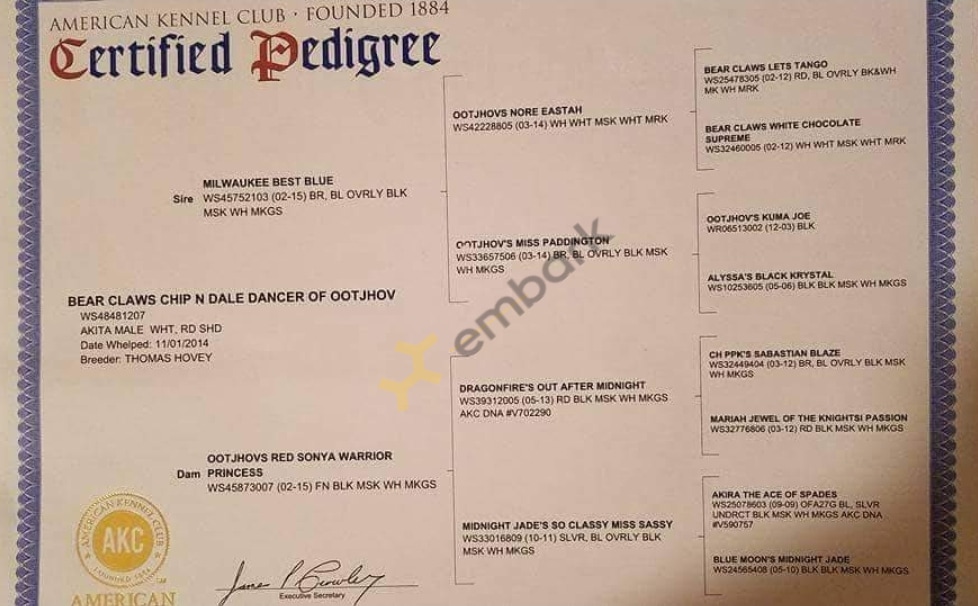 AMERICAN KENNEL CLUB · FOUNDED 1884
Certified Pedigree
BEAR CLAWS LETS TANGO
WS25478305 (02-12) RD, BL OVRLY BK&WH
MK WH MRK
OOTJHOVS NORE EASTAH
WS42228805 (03-14) WH WHT MSK WHT MRK
BEAR CLAWS WHITE CHOCOLATE
SUPREME
WS32460005 (02-12) WH WHT MSK WHT MRK
MILWAUKEE BEST BLUE
Sire WS45752103 (02-15) BR, BL OVRLY BLK
MSK WH MKGS
OOTJHOV'S KUMA JOE
WR06513002 (12-03) BLK
OOTJHOV'S MISS PADDINGTON
WS33657506 (03-14) BR, BL OVRLY BLK MSK
WH MKGS
ALYSSA'S BLACK KRYSTAL
WS10253605 (05-06) BLK BLK MSK WH MKGS
BEAR CLAWS CHIP N DALE DANCER OF OOTJHOV
WS48481207
AKITA MALE WHT, RD SHD
Date Whelped: 11/01/2014
Breeder: THOMAS HOVEY
embark
CH PPK'S SABASTIAN BLAZE
WS32449404 (03-12) BR, BL OVRLY BLK MSK
WH MKGS
DRAGONFIRE'S OUT AFTER MIDNIGHT
WS39312005 (05-13) RD BLK MSK WH MKGS
AKC DNA #V702290
MARIAH JEWEL OF THE KNIGHTSI PASSION
WS32776806 (03-12) RD BLK MSK WH MKGS
OOTJHOVS RED SONYA WARRIOR
Dam PRINCESS
WS45873007 (02-15) FN BLK MSK WH MKGS
AKIRA THE ACE OF SPADES
WS25078603 (09-09) OFA27G BL, SLVR
UNDRCT BLK MSK WH MKGS AKC DNA
#V590757
MIDNIGHT JADE'S SO CLASSY MISS SASSY
WS33016809 (10-11) SLVR, BL OVRLY BLK
MSK WH MKGS
BLUE MOON'S MIDNIGHT JADE
WS24565408 (05-10) BLK BLK MSK WH MKGS
AMERICAN KENNEL CLUB
AKC
FOUNDED 1884
AMERICAN
James P Crowley
Executive Secretary